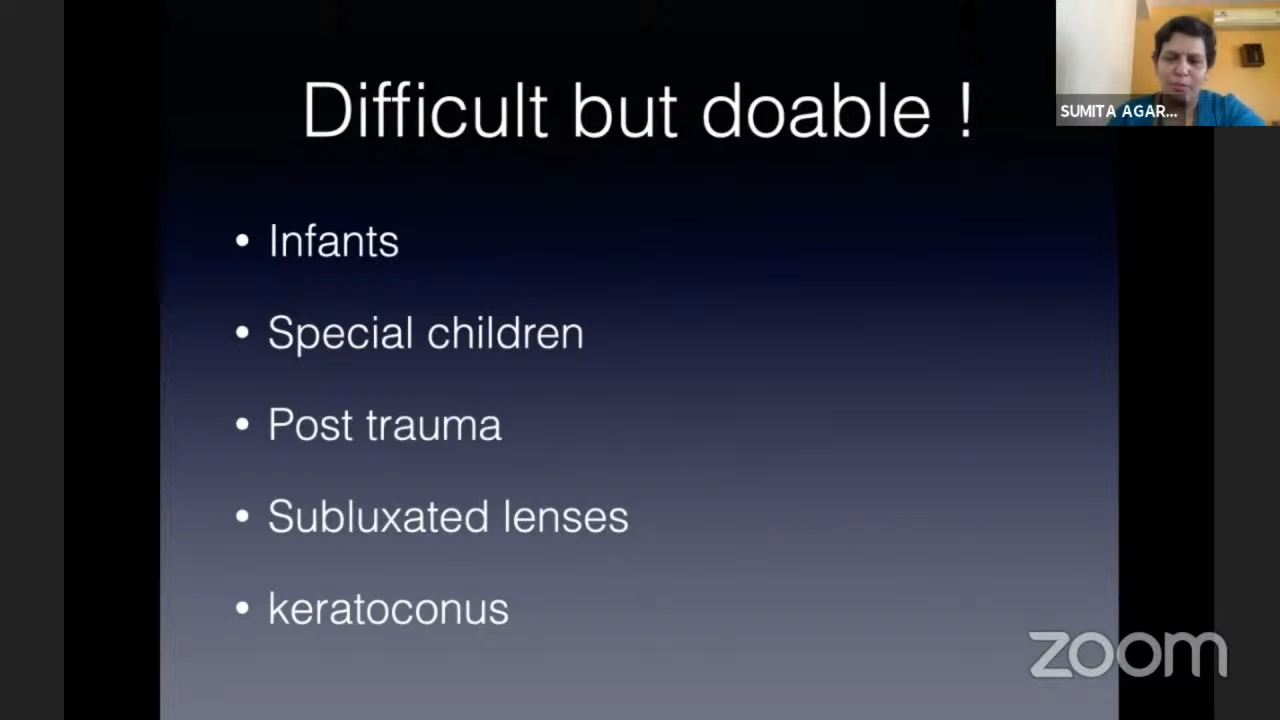 Difficult but doable !
SUMITA AGAR...
• Infants
• Special children
• Post trauma
• Subluxated lenses
• keratoconus
zoom